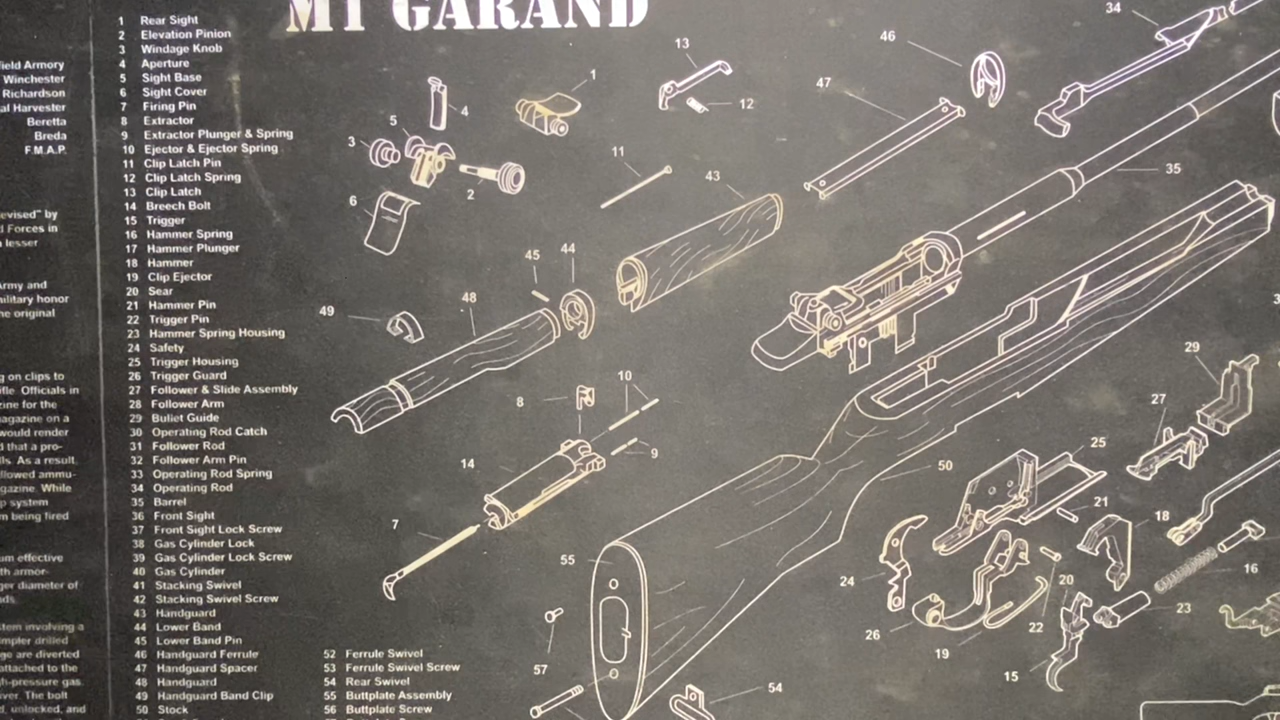 M1 GARAND
ield Armory
Winchester
Richardson
al Harvester
Beretta
Breda
F.M.A.P.
evised" by
d Forces in
lesser
Army and
ilitary honor
he original
g on clips to
ifle. Officials in
zine for the
agazine on a
would render
d that a pro-
ls. As a result
llowed ammu-
gazine. While
p system
m being fired
um effective
th armor-
ger diameter of
nds.
stem involving a
mpler drilled
ge are diverted
attached to the
gh-pressure gas
iver. The bolt
d, unlocked, and
1 Rear Sight
2 Elevation Pinion
3 Windage Knob
4 Aperture
5 Sight Base
6 Sight Cover
7 Firing Pin
8 Extractor
9 Extractor Plunger & Spring
10 Ejector & Ejector Spring
11 Clip Latch Pin
12 Clip Latch Spring
13 Clip Latch
14 Breech Bolt
15 Trigger
16 Hammer Spring
17 Hammer Plunger
18 Hammer
19 Clip Ejector
20 Sear
21 Hammer Pin
22 Trigger Pin
23 Hammer Spring Housing
24 Safety
25 Trigger Housing
26 Trigger Guard
27 Follower & Slide Assembly
28 Follower Arm
29 Bullet Guide
30 Operating Rod Catch
31 Follower Rod
32 Follower Arm Pin
33 Operating Rod Spring
34 Operating Rod
35 Barrel
36 Front Sight
37 Front Sight Lock Screw
38 Gas Cylinder Lock
39 Gas Cylinder Lock Screw
40 Gas Cylinder
41 Stacking Swivel
42 Stacking Swivel Screw
43 Handguard
44 Lower Band
45 Lower Band Pin
46 Handguard Ferrule
47 Handguard Spacer
48 Handguard
49 Handguard Band Clip
50 Stock
52 Ferrule Swivel
53 Ferrule Swivel Screw
54 Rear Swivel
55 Buttplate Assembly
56 Buttplate Screw
34
46
13
1
47
4
12
5
3
11
2
43
35
6
45
44
48
49
29
10
8
27
9
25
14
50
21
7
18
55
24
20
16
23
22
26
19
57
15
54